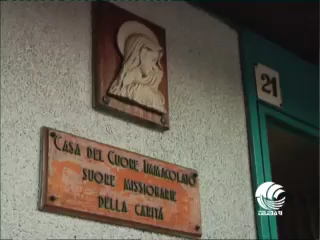 21
CASA DEL CUORE IMMACOLATO
SUORE MISSIONARIE
DELLA CARITÀ